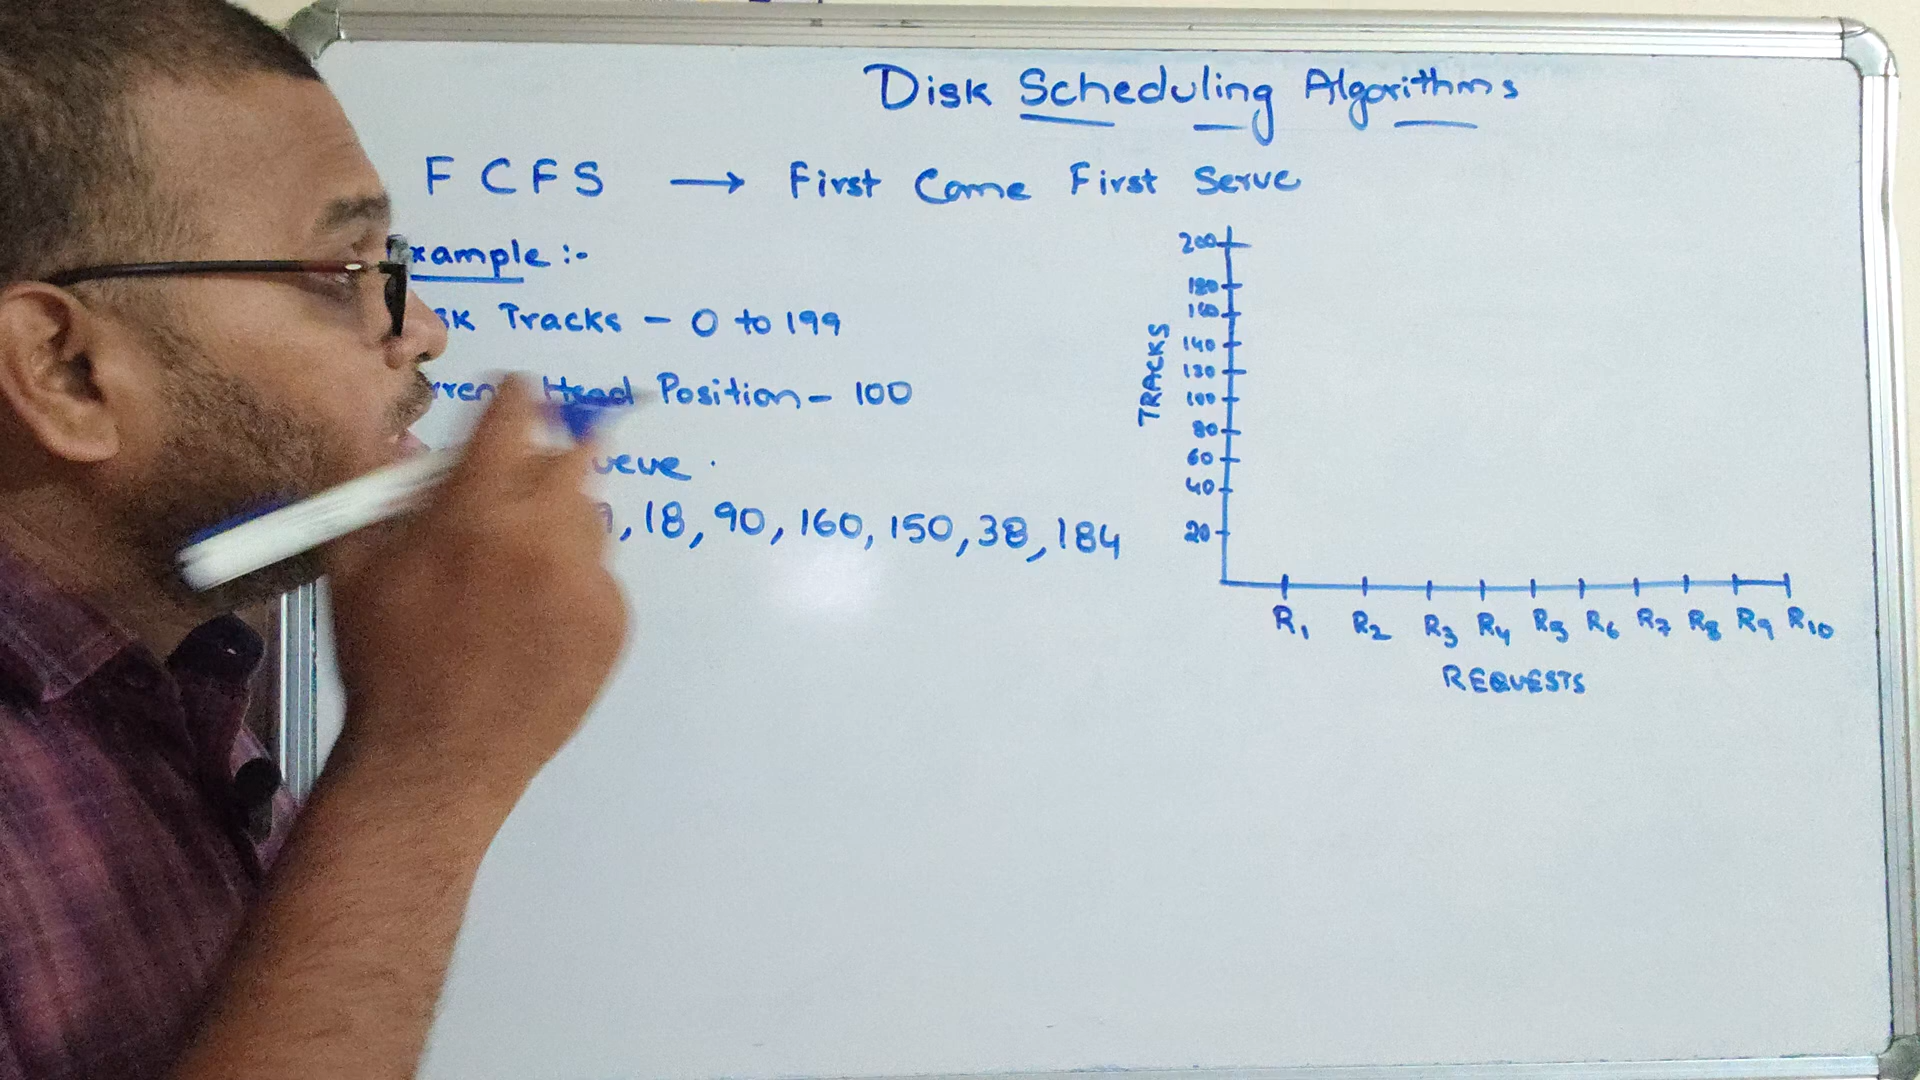 Disk Scheduling Algorithms
F C F S → First Come First Serve
xample :-
sk Tracks - 0 to 199
rren Head Position - 100
ueue
, 18, 90, 160, 150, 38, 184
TRACKS
200
180
160
140
120
100
80
60
40
20
R1 R2 R3 R4 R5 R6 R7 R8 R9 R10
REQUESTS